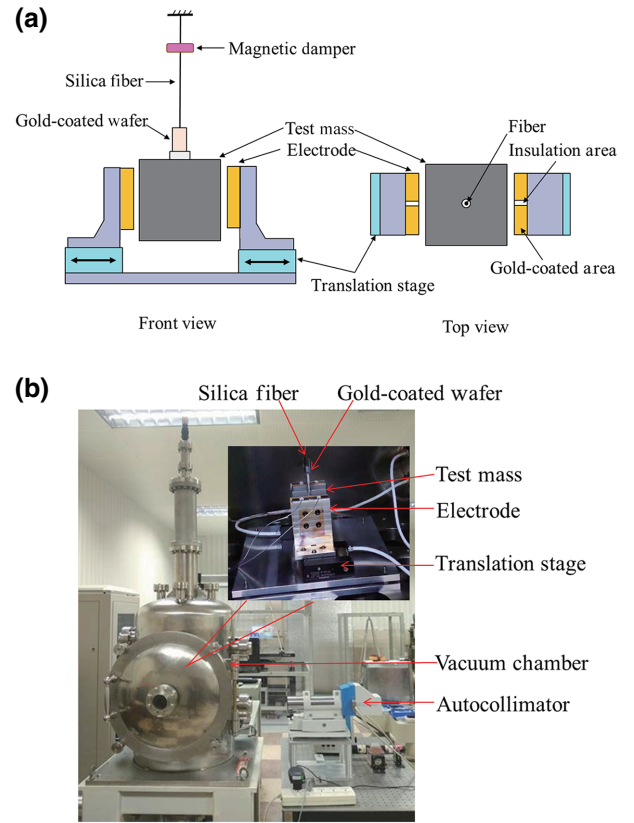 (a)
Magnetic damper
Silica fiber
Gold-coated wafer
Test mass
Electrode
Fiber
Insulation area
Gold-coated area
Translation stage
Front view
Top view
(b)
Silica fiber
Gold-coated wafer
Test mass
Electrode
Translation stage
Vacuum chamber
Autocollimator